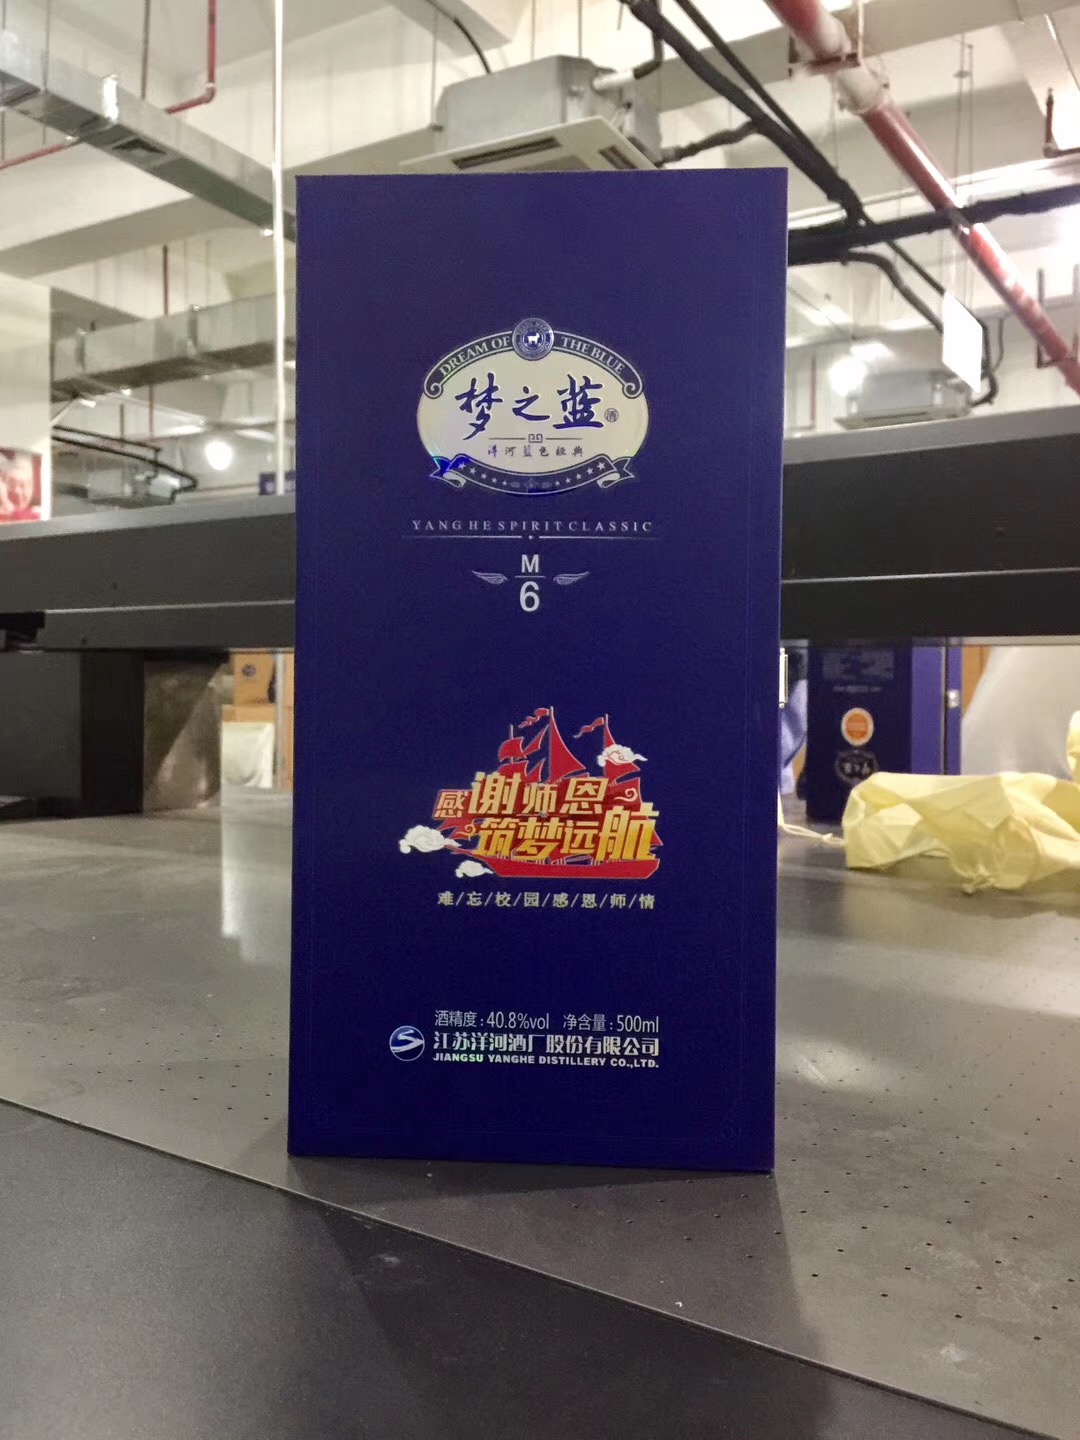 DREAM OF THE BLUE
梦之蓝
酒
洋河蓝色经典
YANGHE SPIRIT CLASSIC
M
6
感谢师恩
筑梦远航
难/忘/校/园/感/恩/师/情
酒精度:40.8%vol 净含量:500ml
江苏洋河酒厂股份有限公司
JIANGSU YANGHE DISTILLERY CO.,LTD.